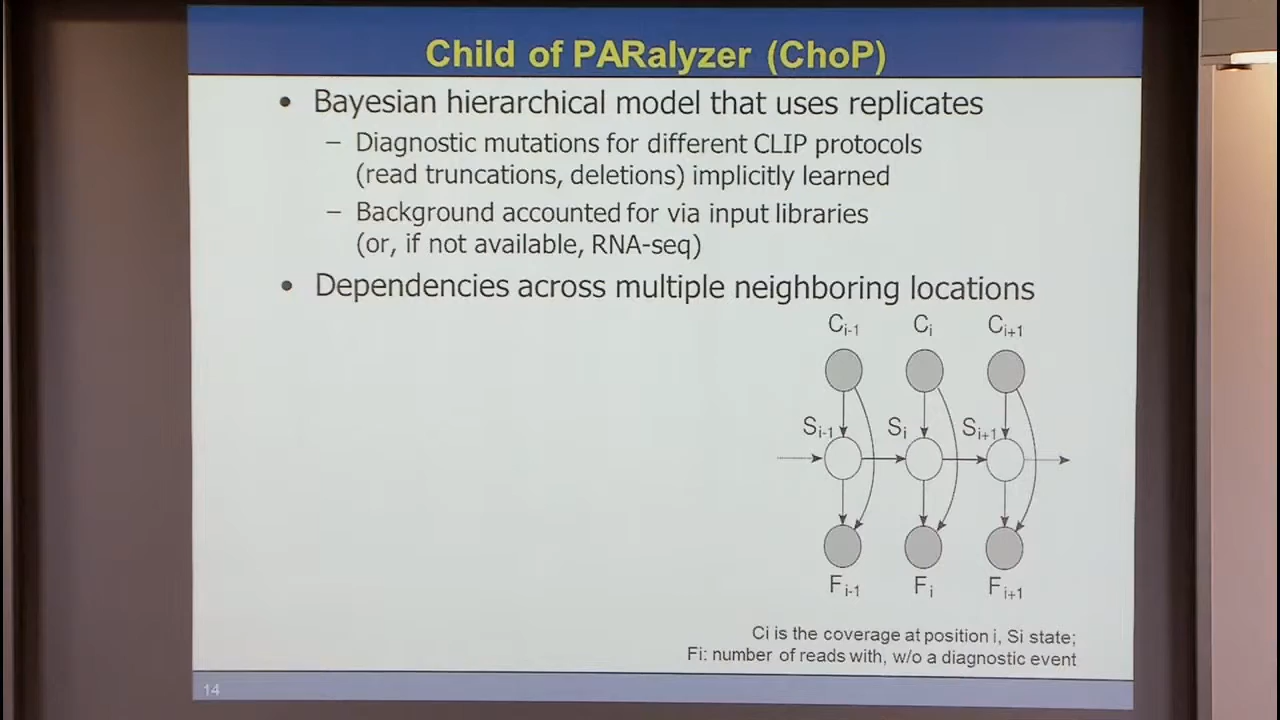 Child of PARalyzer (ChoP)
• Bayesian hierarchical model that uses replicates
– Diagnostic mutations for different CLIP protocols
(read truncations, deletions) implicitly learned
– Background accounted for via input libraries
(or, if not available, RNA-seq)
• Dependencies across multiple neighboring locations
Ci-1 Ci Ci+1
Si-1 Si Si+1
Fi-1 Fi Fi+1
Ci is the coverage at position i, Si state;
Fi: number of reads with, w/o a diagnostic event
14